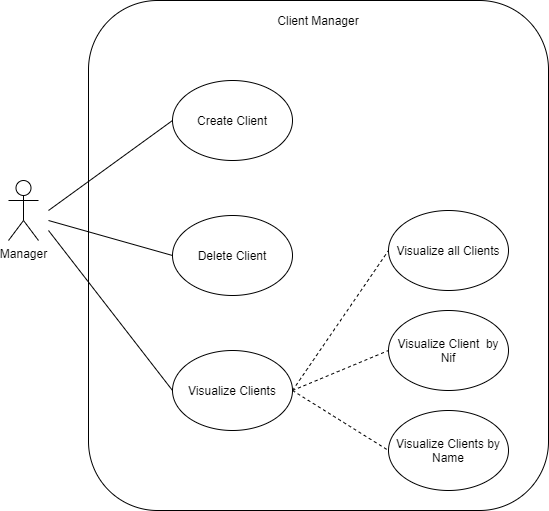 Client Manager
Create Client
Manager
Delete Client
Visualize all Clients
Visualize Client  by
Nif
Visualize Clients
Visualize Clients by
Name